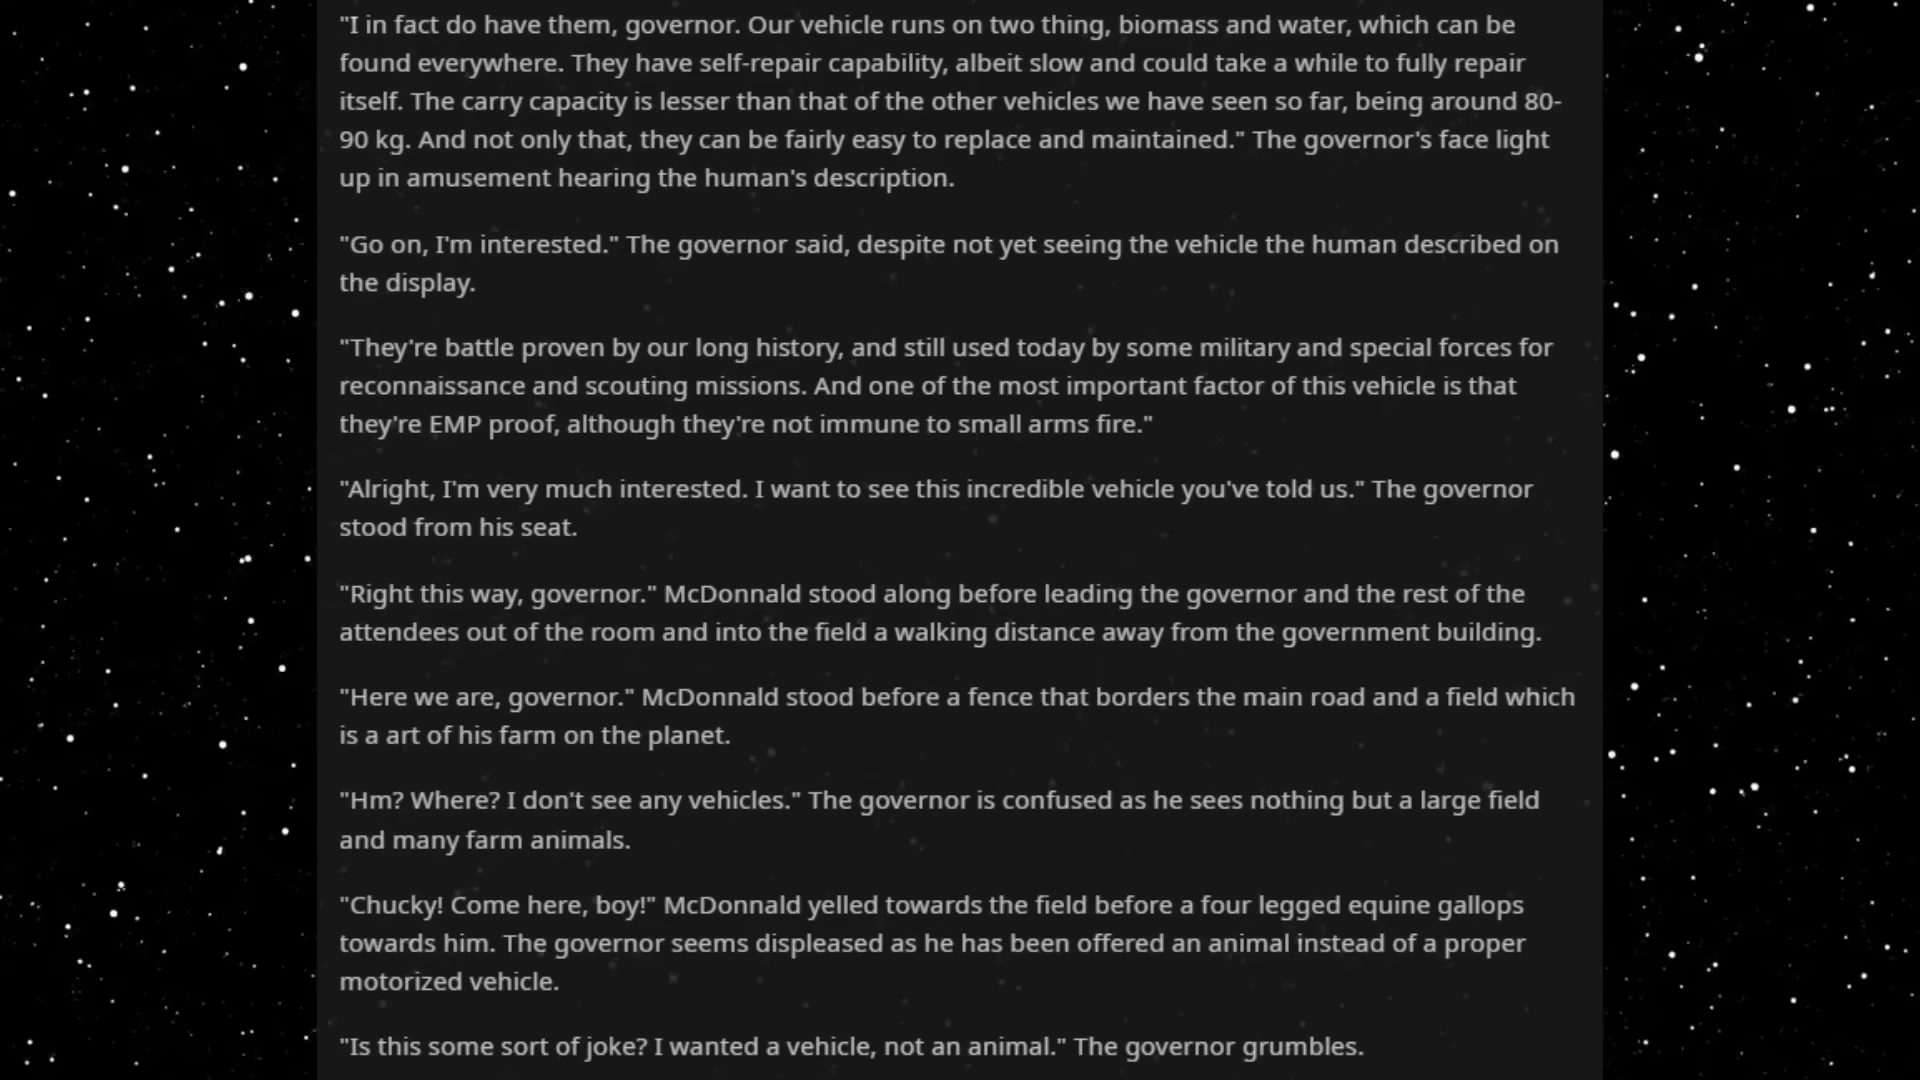 "I in fact do have them, governor. Our vehicle runs on two thing, biomass and water, which can be
found everywhere. They have self-repair capability, albeit slow and could take a while to fully repair
itself. The carry capacity is lesser than that of the other vehicles we have seen so far, being around 80-
90 kg. And not only that, they can be fairly easy to replace and maintained." The governor's face light
up in amusement hearing the human's description.
"Go on, I'm interested." The governor said, despite not yet seeing the vehicle the human described on
the display.
"They're battle proven by our long history, and still used today by some military and special forces for
reconnaissance and scouting missions. And one of the most important factor of this vehicle is that
they're EMP proof, although they're not immune to small arms fire."
"Alright, I'm very much interested. I want to see this incredible vehicle you've told us." The governor
stood from his seat.
"Right this way, governor." McDonnald stood along before leading the governor and the rest of the
attendees out of the room and into the field a walking distance away from the government building.
"Here we are, governor." McDonnald stood before a fence that borders the main road and a field which
is a art of his farm on the planet.
"Hm? Where? I don't see any vehicles." The governor is confused as he sees nothing but a large field
and many farm animals.
"Chucky! Come here, boy!" McDonnald yelled towards the field before a four legged equine gallops
towards him. The governor seems displeased as he has been offered an animal instead of a proper
motorized vehicle.
"Is this some sort of joke? I wanted a vehicle, not an animal." The governor grumbles.